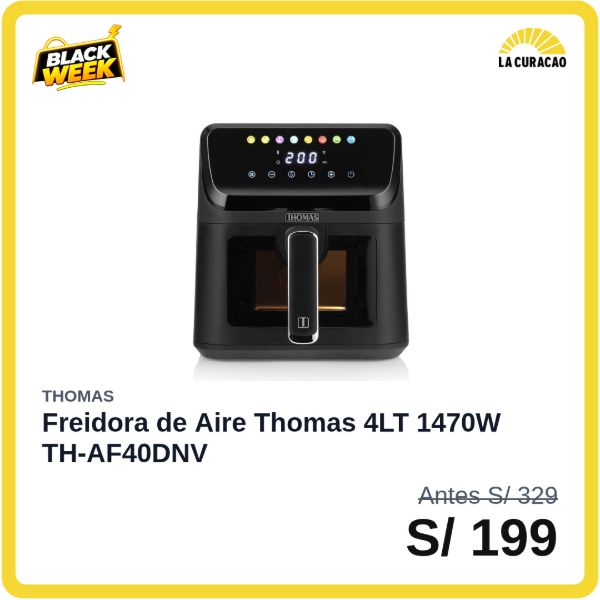 BLACK
WEEK
LA CURACAO
200
THOMAS
THOMAS
Freidora de Aire Thomas 4LT 1470W
TH-AF40DNV
Antes S/ 329
S/ 199